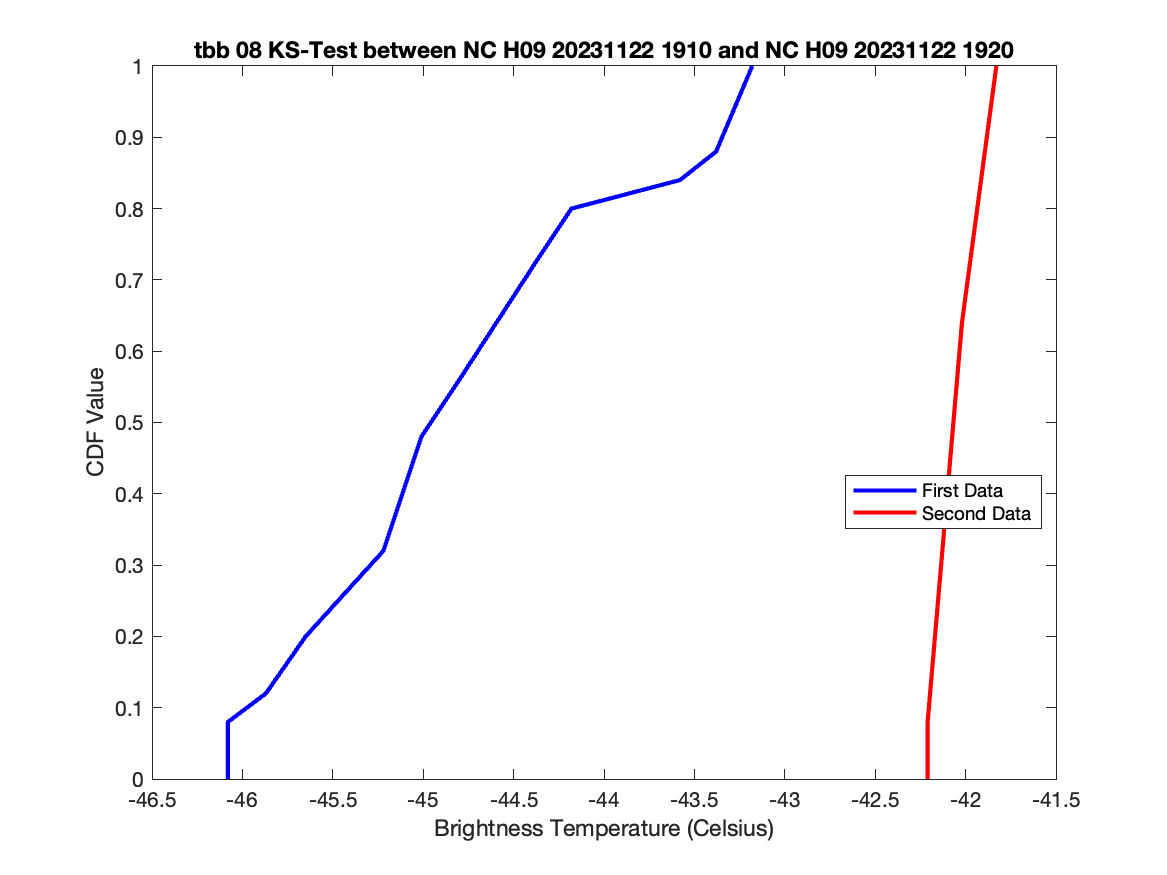 tbb 08 KS-Test between NC H09 20231122 1910 and NC H09 20231122 1920
1
0.9
0.8
0.7
0.6
0.5
0.4
0.3
0.2
0.1
0
CDF Value
First Data
Second Data
-46.5 -46 -45.5 -45 -44.5 -44 -43.5 -43 -42.5 -42 -41.5
Brightness Temperature (Celsius)